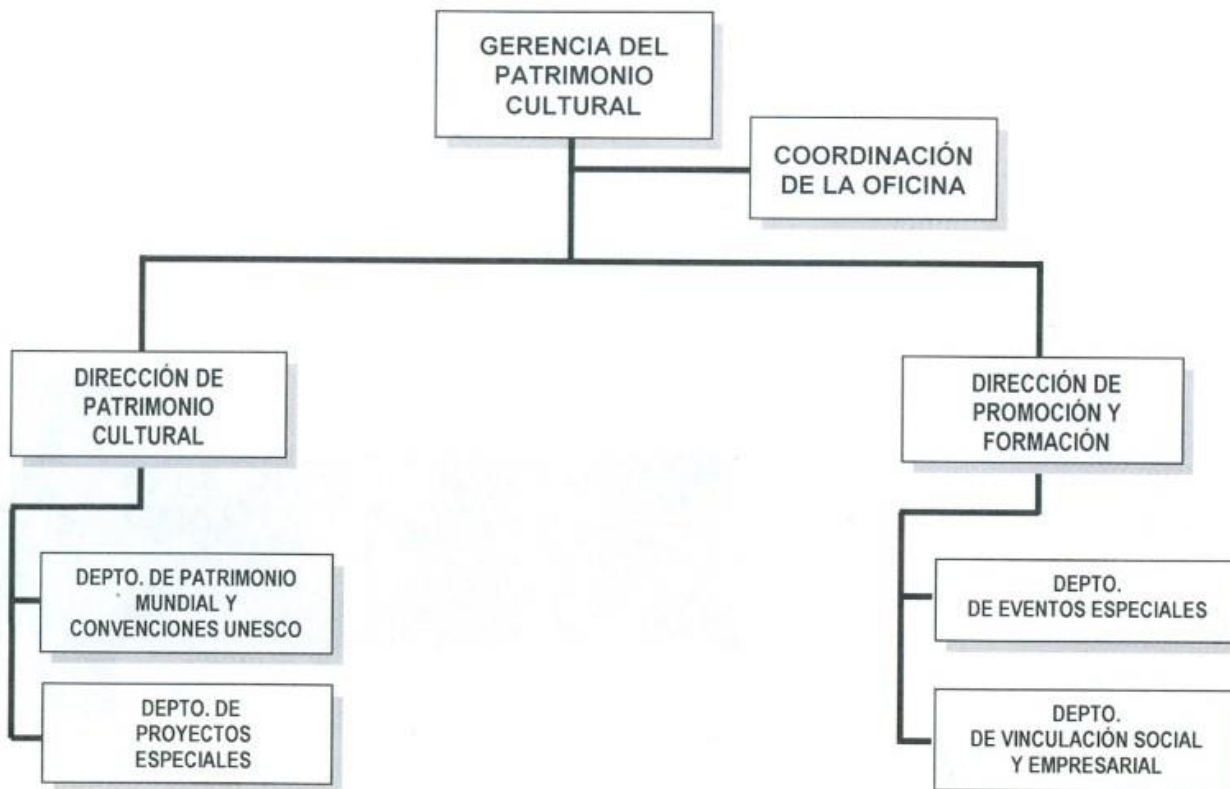 GERENCIA DEL
PATRIMONIO
CULTURAL
COORDINACIÓN
DE LA OFICINA
DIRECCIÓN DE
PATRIMONIO
CULTURAL
DIRECCIÓN DE
PROMOCIÓN Y
FORMACIÓN
DEPTO. DE PATRIMONIO
MUNDIAL Y
CONVENCIONES UNESCO
DEPTO.
DE EVENTOS ESPECIALES
DEPTO. DE
PROYECTOS
ESPECIALES
DEPTO.
DE VINCULACIÓN SOCIAL
Y EMPRESARIAL